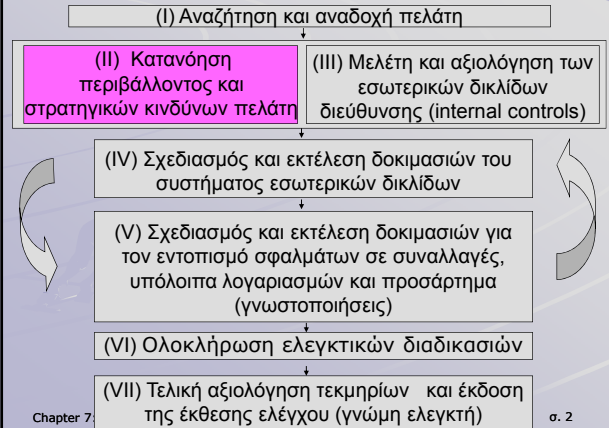 (I) Αναζήτηση και αναδοχή πελάτη
(II) Κατανόηση
περιβάλλοντος και
στρατηγικών κινδύνων πελάτη
(III) Μελέτη και αξιολόγηση των
εσωτερικών δικλίδων
διεύθυνσης (internal controls)
(IV) Σχεδιασμός και εκτέλεση δοκιμασιών του
συστήματος εσωτερικών δικλίδων
(V) Σχεδιασμός και εκτέλεση δοκιμασιών για
τον εντοπισμό σφαλμάτων σε συναλλαγές,
υπόλοιπα λογαριασμών και προσάρτημα
(γνωστοποιήσεις)
(VI) Ολοκλήρωση ελεγκτικών διαδικασιών
(VII) Τελική αξιολόγηση τεκμηρίων και έκδοση
της έκθεσης ελέγχου (γνώμη ελεγκτή)
Chapter 7:
σ. 2